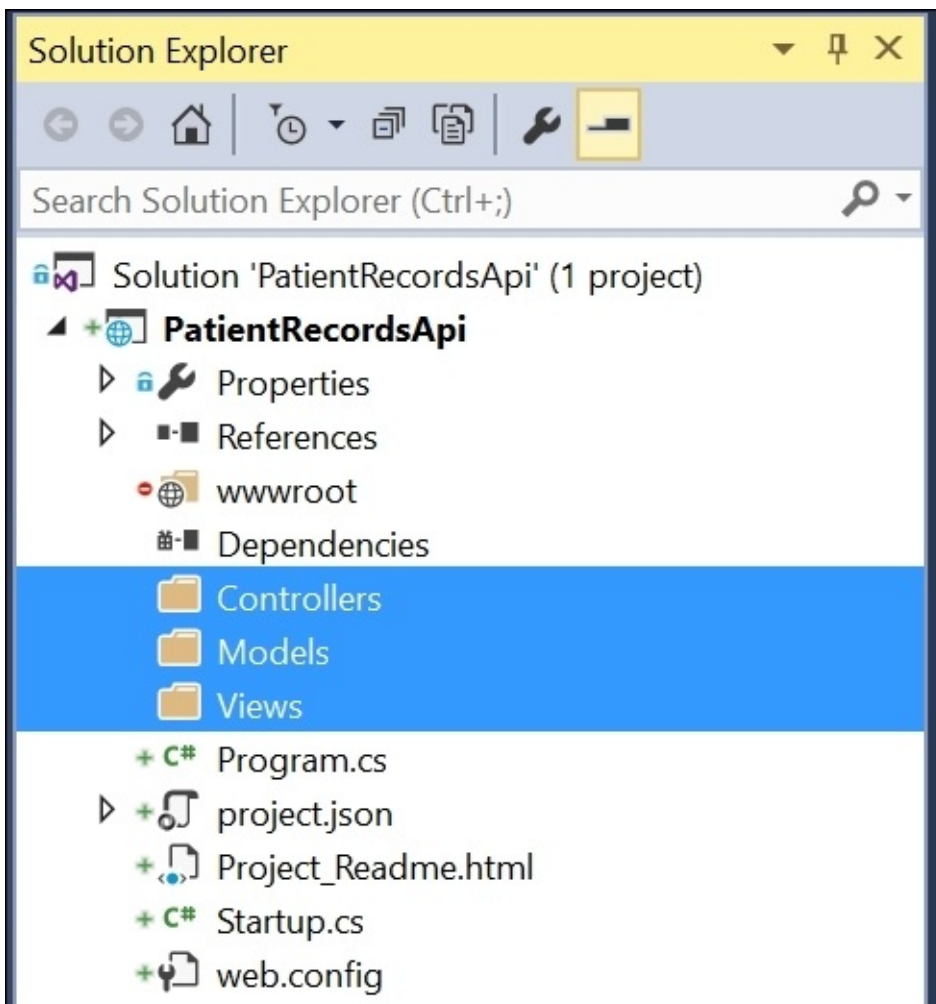 Solution Explorer
Search Solution Explorer (Ctrl+;)
Solution 'PatientRecordsApi' (1 project)
PatientRecordsApi
Properties
References
wwwroot
Dependencies
Controllers
Models
Views
C# Program.cs
project.json
Project_Readme.html
C# Startup.cs
web.config